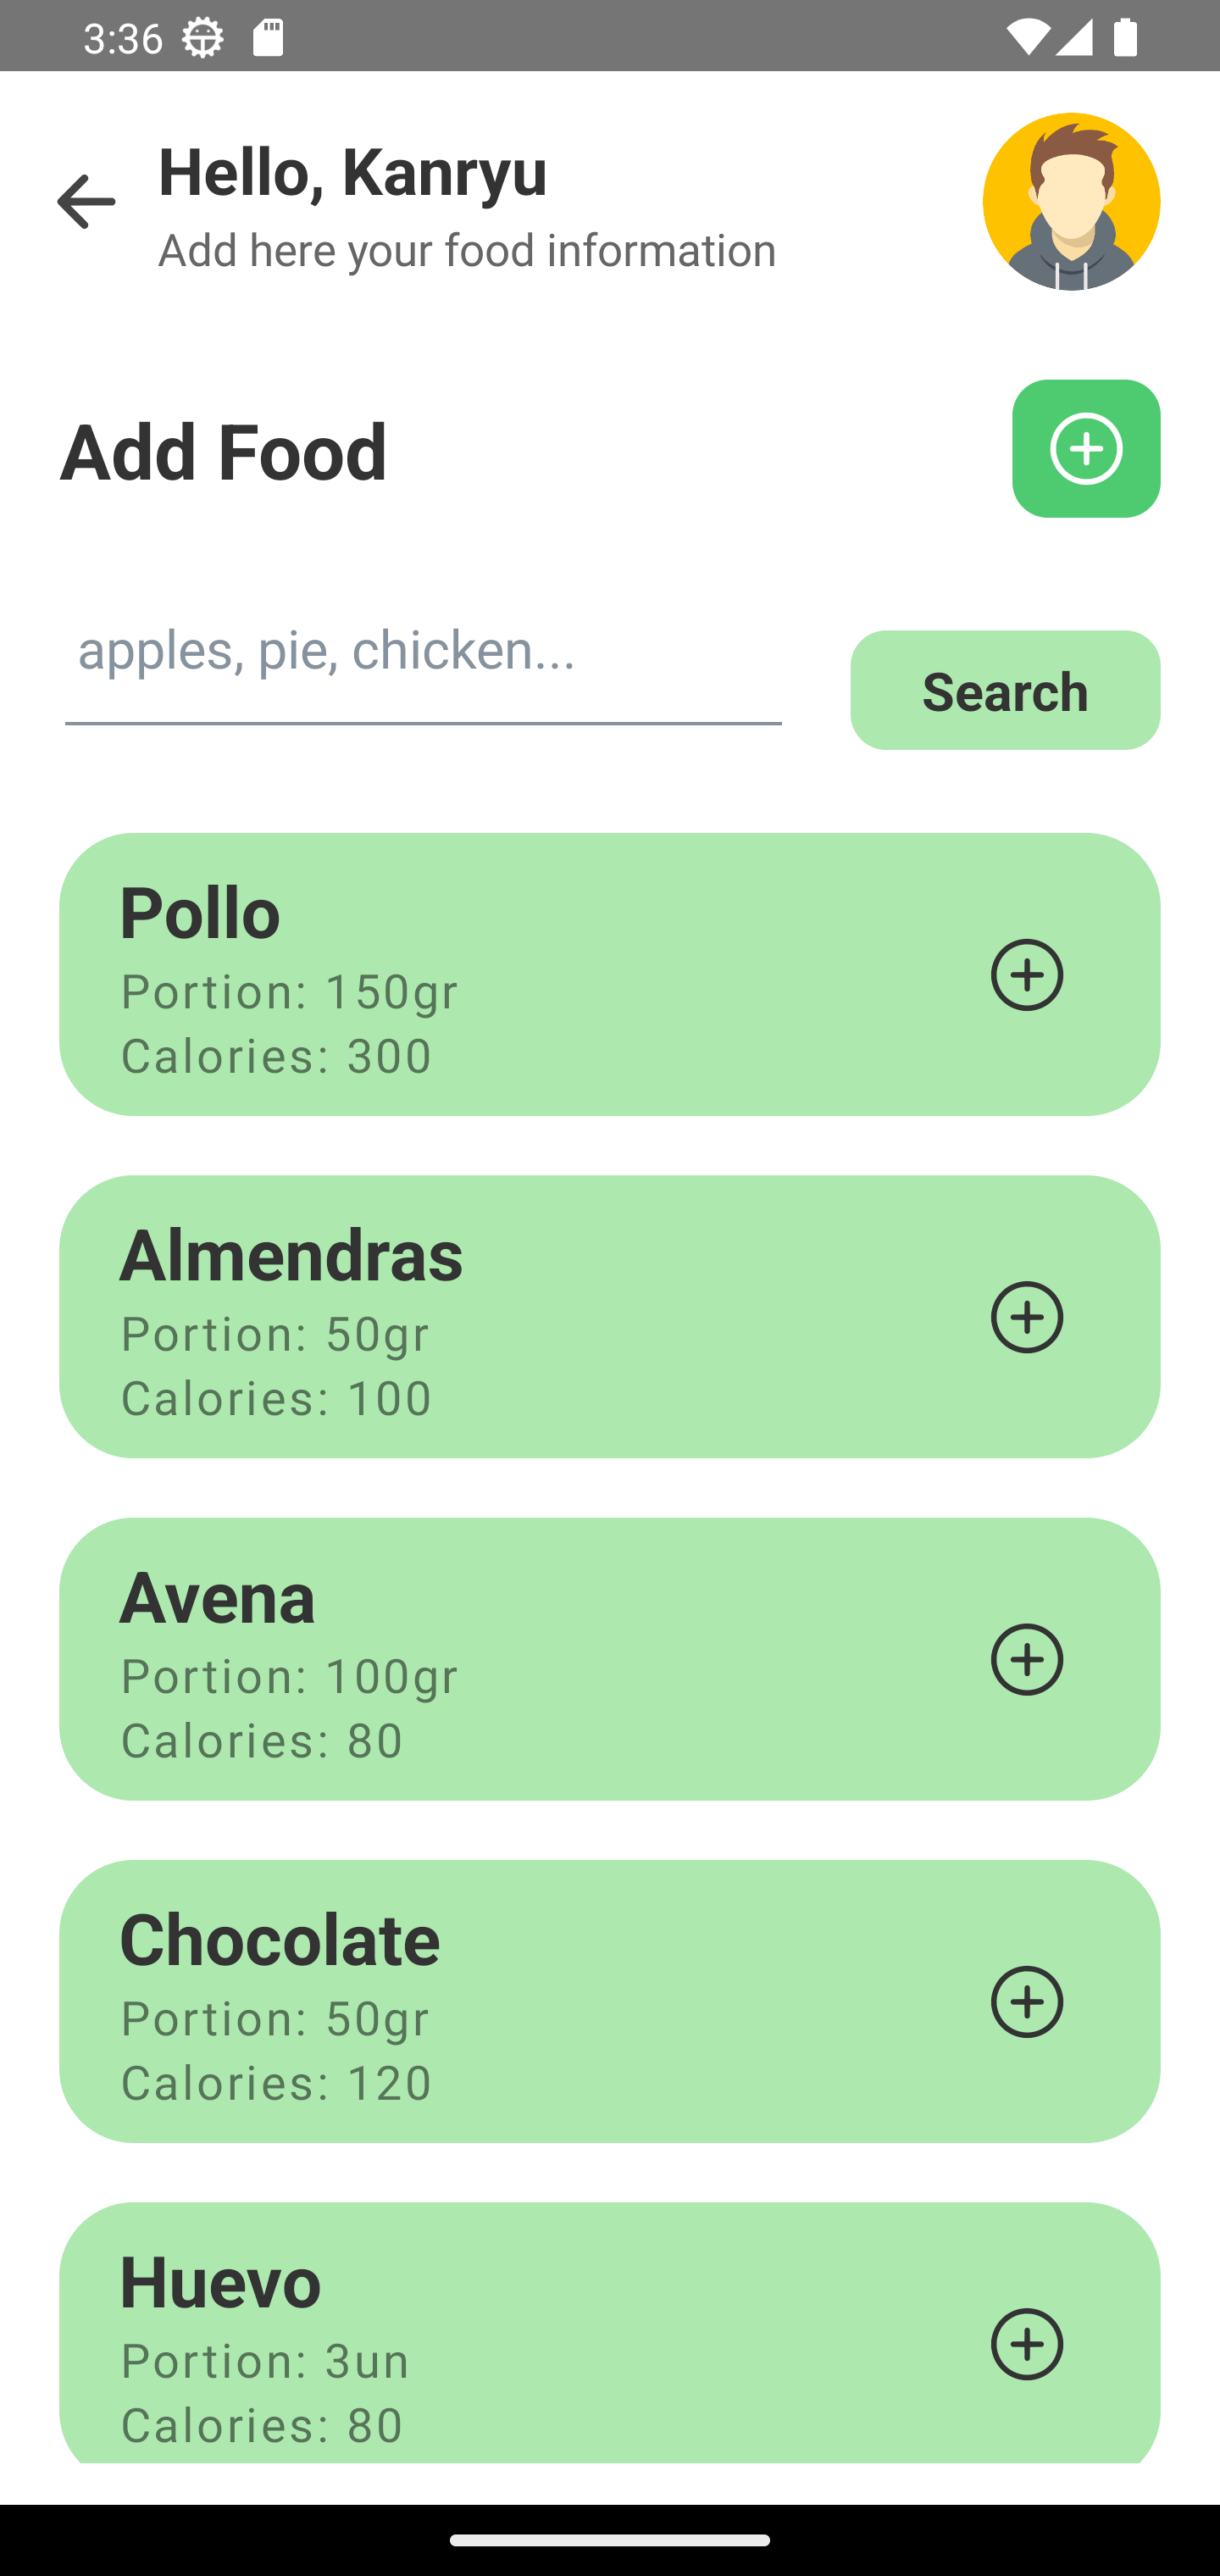 3:36
Hello, Kanryu
Add here your food information
Add Food
apples, pie, chicken...
Search
Pollo
Portion: 150gr
Calories: 300
Almendras
Portion: 50gr
Calories: 100
Avena
Portion: 100gr
Calories: 80
Chocolate
Portion: 50gr
Calories: 120
Huevo
Portion: 3un
Calories: 80